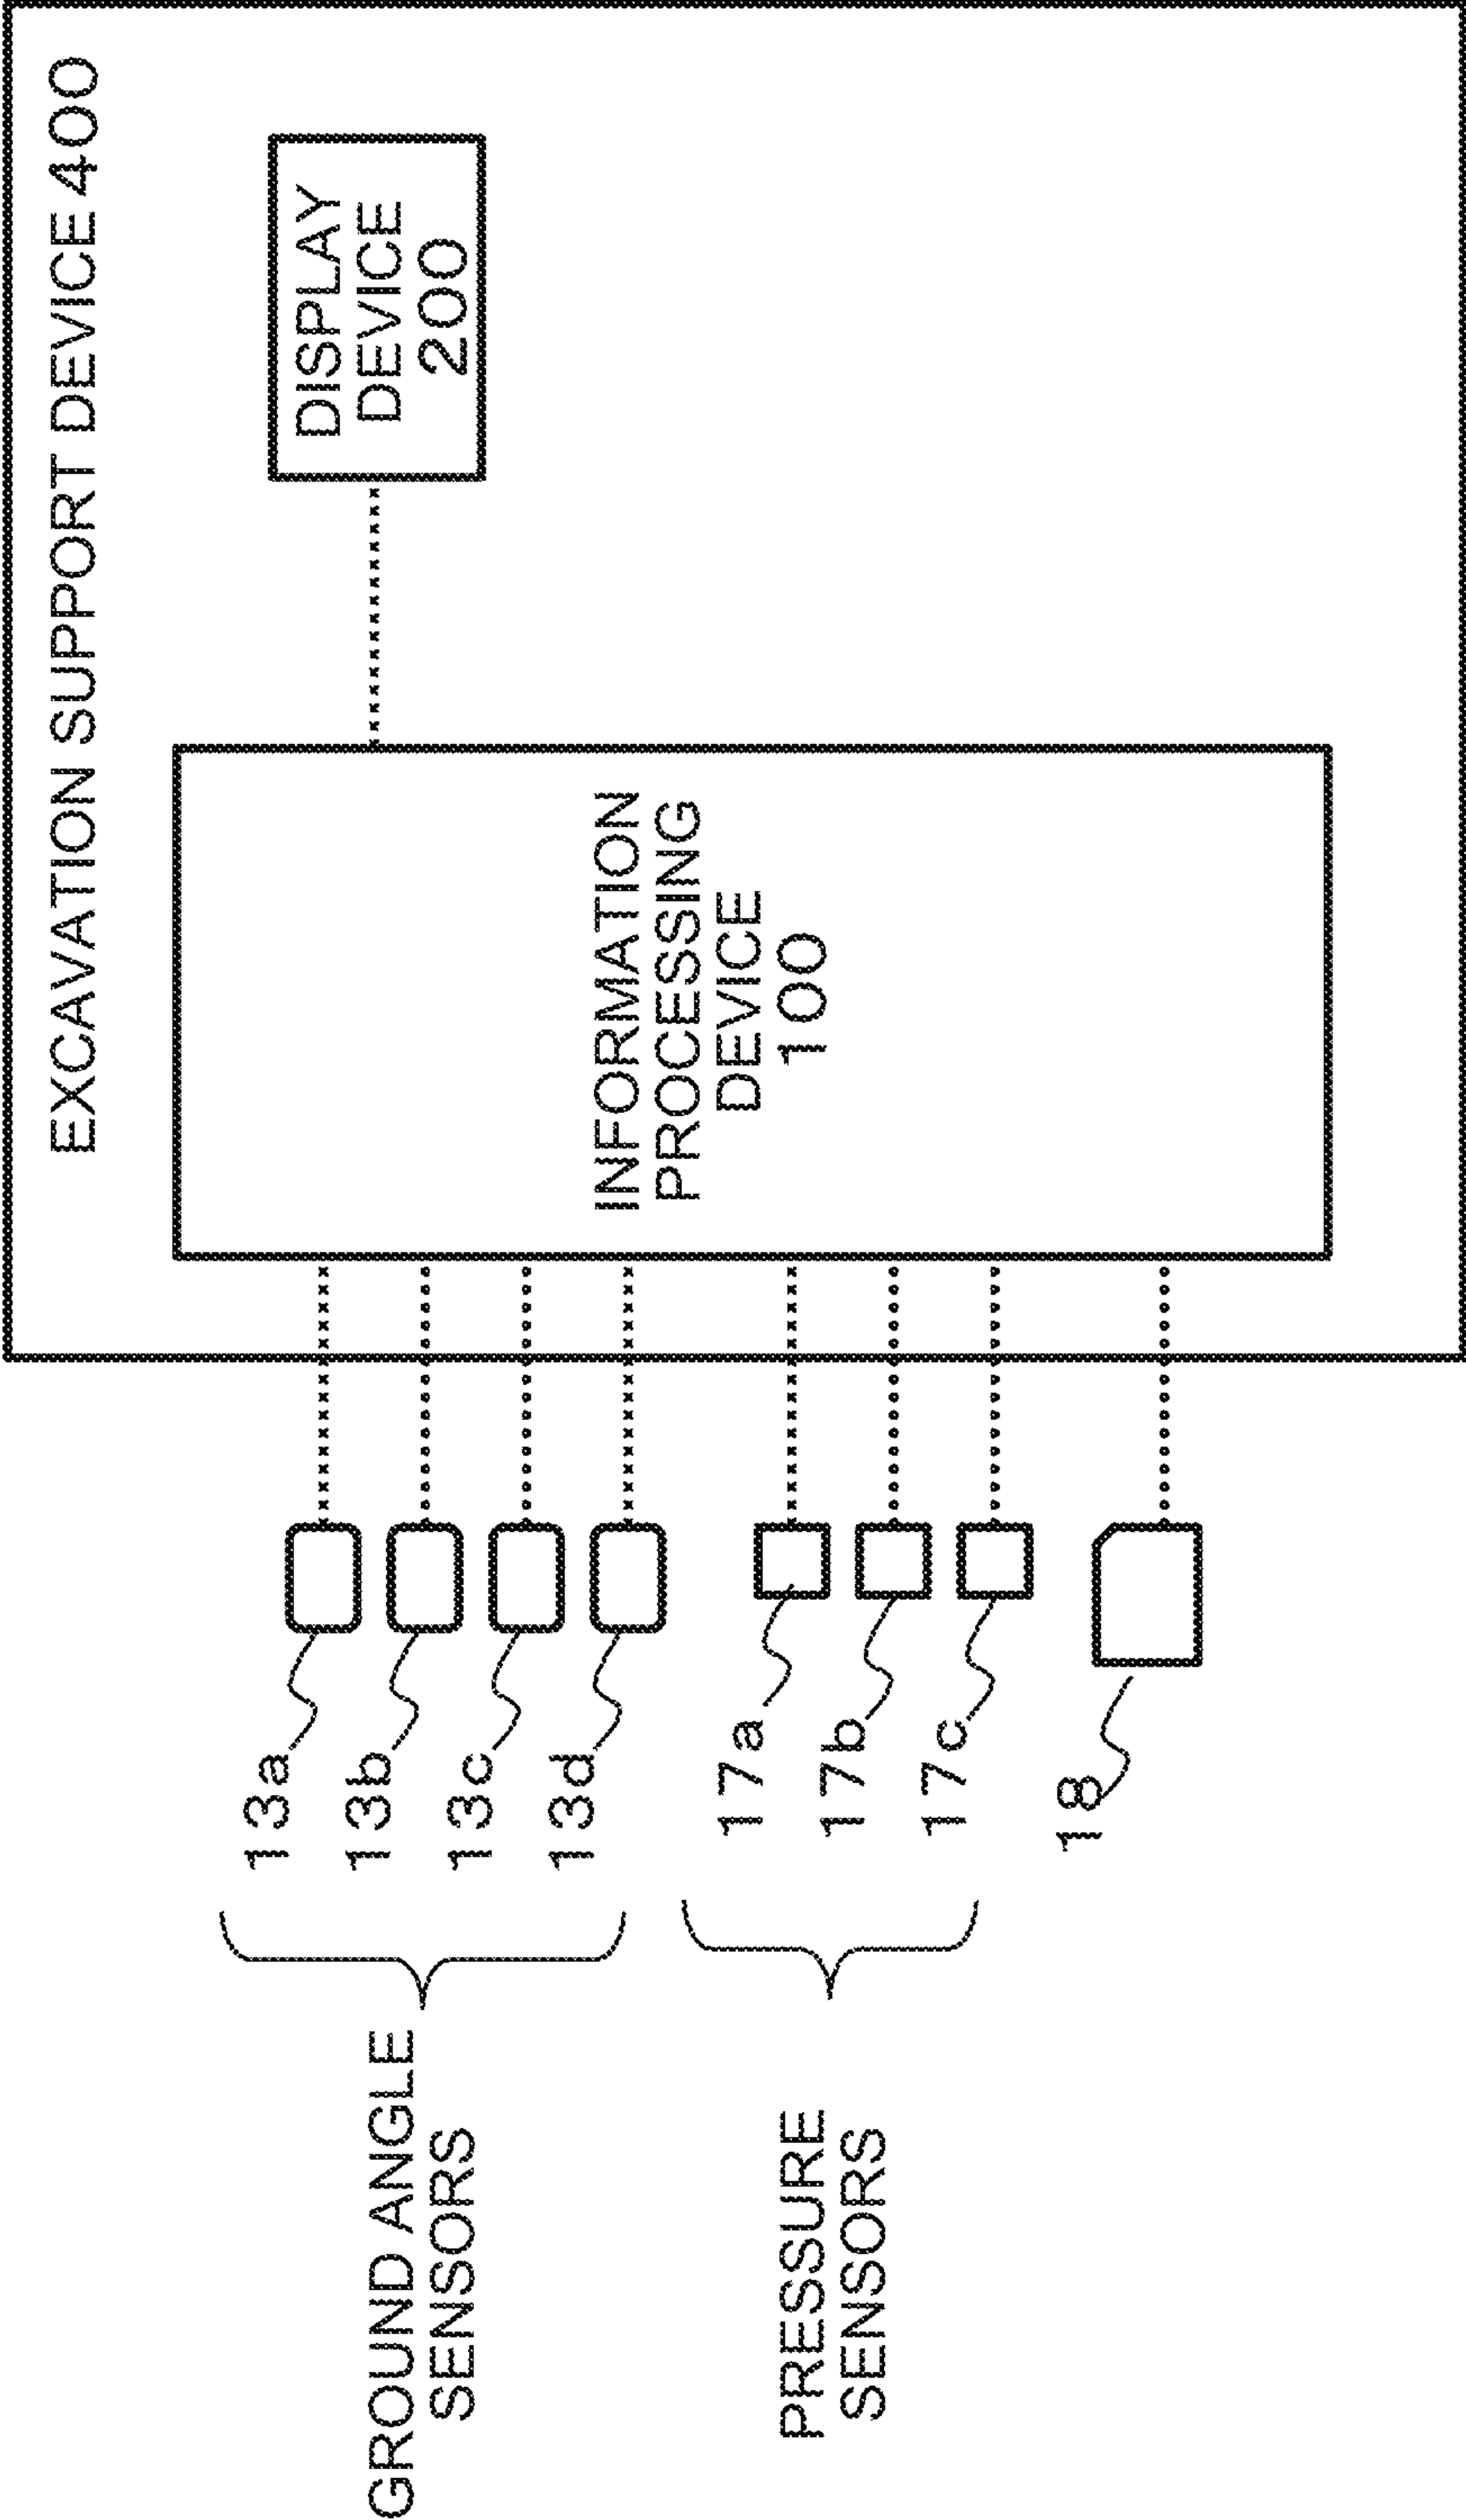 EXCAVATION SUPPORT DEVICE 400
DISPLAY
DEVICE
200
INFORMATION
PROCESSING
DEVICE
100
GROUND ANGLE
SENSORS
13a
13b
13c
13d
PRESSURE
SENSORS
17a
17b
17c
18